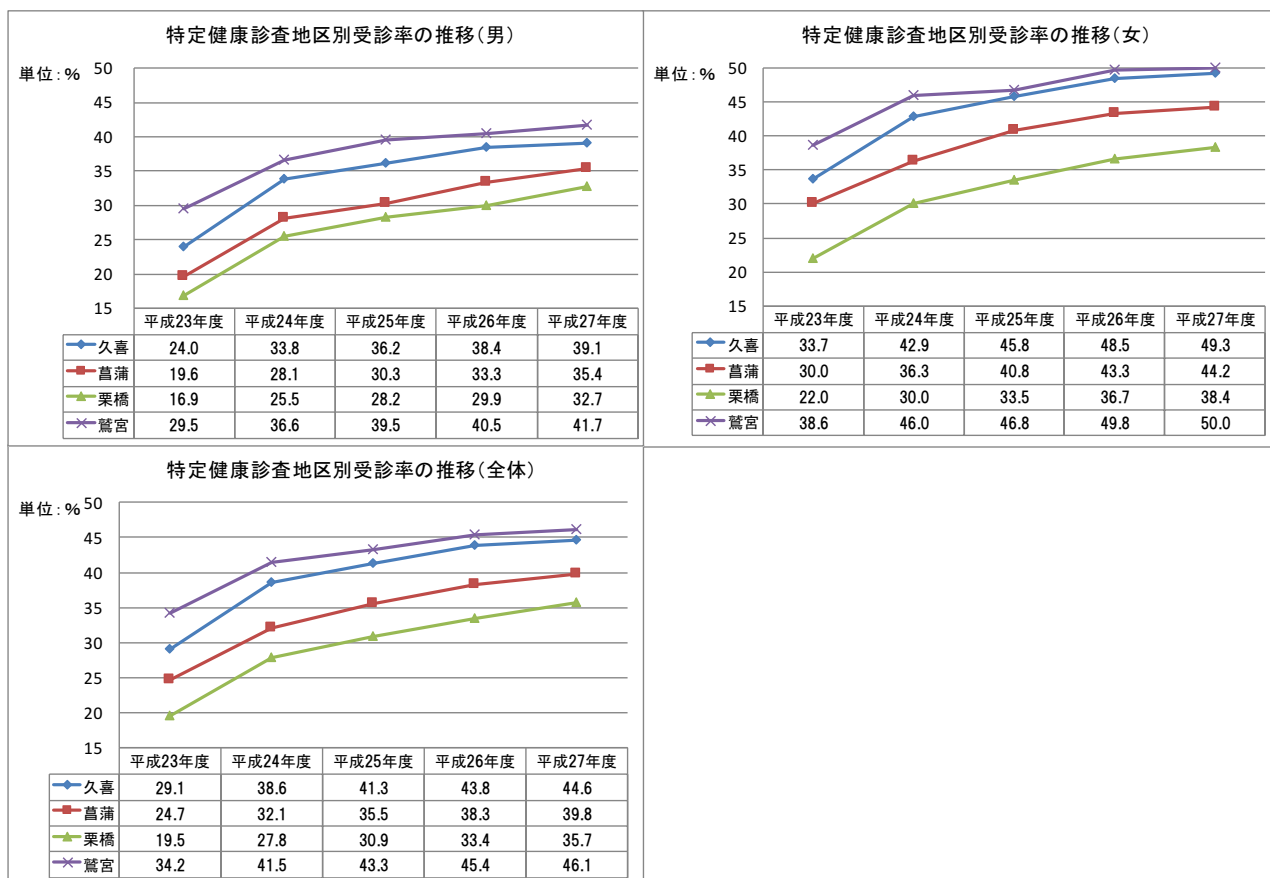 特定健康診査地区別受診率の推移(男)
単位:%
50
45
40
35
30
25
20
15
平成23年度 平成24年度 平成25年度 平成26年度 平成27年度
久喜 24.0 33.8 36.2 38.4 39.1
菖蒲 19.6 28.1 30.3 33.3 35.4
栗橋 16.9 25.5 28.2 29.9 32.7
鷲宮 29.5 36.6 39.5 40.5 41.7
特定健康診査地区別受診率の推移(女)
単位:%
50
45
40
35
30
25
20
15
平成23年度 平成24年度 平成25年度 平成26年度 平成27年度
久喜 33.7 42.9 45.8 48.5 49.3
菖蒲 30.0 36.3 40.8 43.3 44.2
栗橋 22.0 30.0 33.5 36.7 38.4
鷲宮 38.6 46.0 46.8 49.8 50.0
特定健康診査地区別受診率の推移(全体)
単位:%
50
45
40
35
30
25
20
15
平成23年度 平成24年度 平成25年度 平成26年度 平成27年度
久喜 29.1 38.6 41.3 43.8 44.6
菖蒲 24.7 32.1 35.5 38.3 39.8
栗橋 19.5 27.8 30.9 33.4 35.7
鷲宮 34.2 41.5 43.3 45.4 46.1